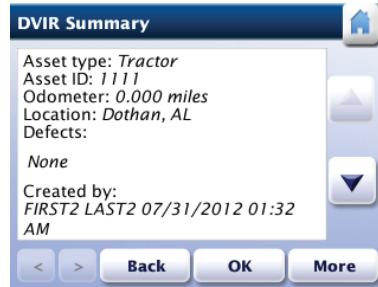 DVIR Summary
Asset type: Tractor
Asset ID: 1111
Odometer: 0.000 miles
Location: Dothan, AL
Defects:
None
Created by:
FIRST2 LAST2 07/31/2012 01:32
AM
< > Back OK More